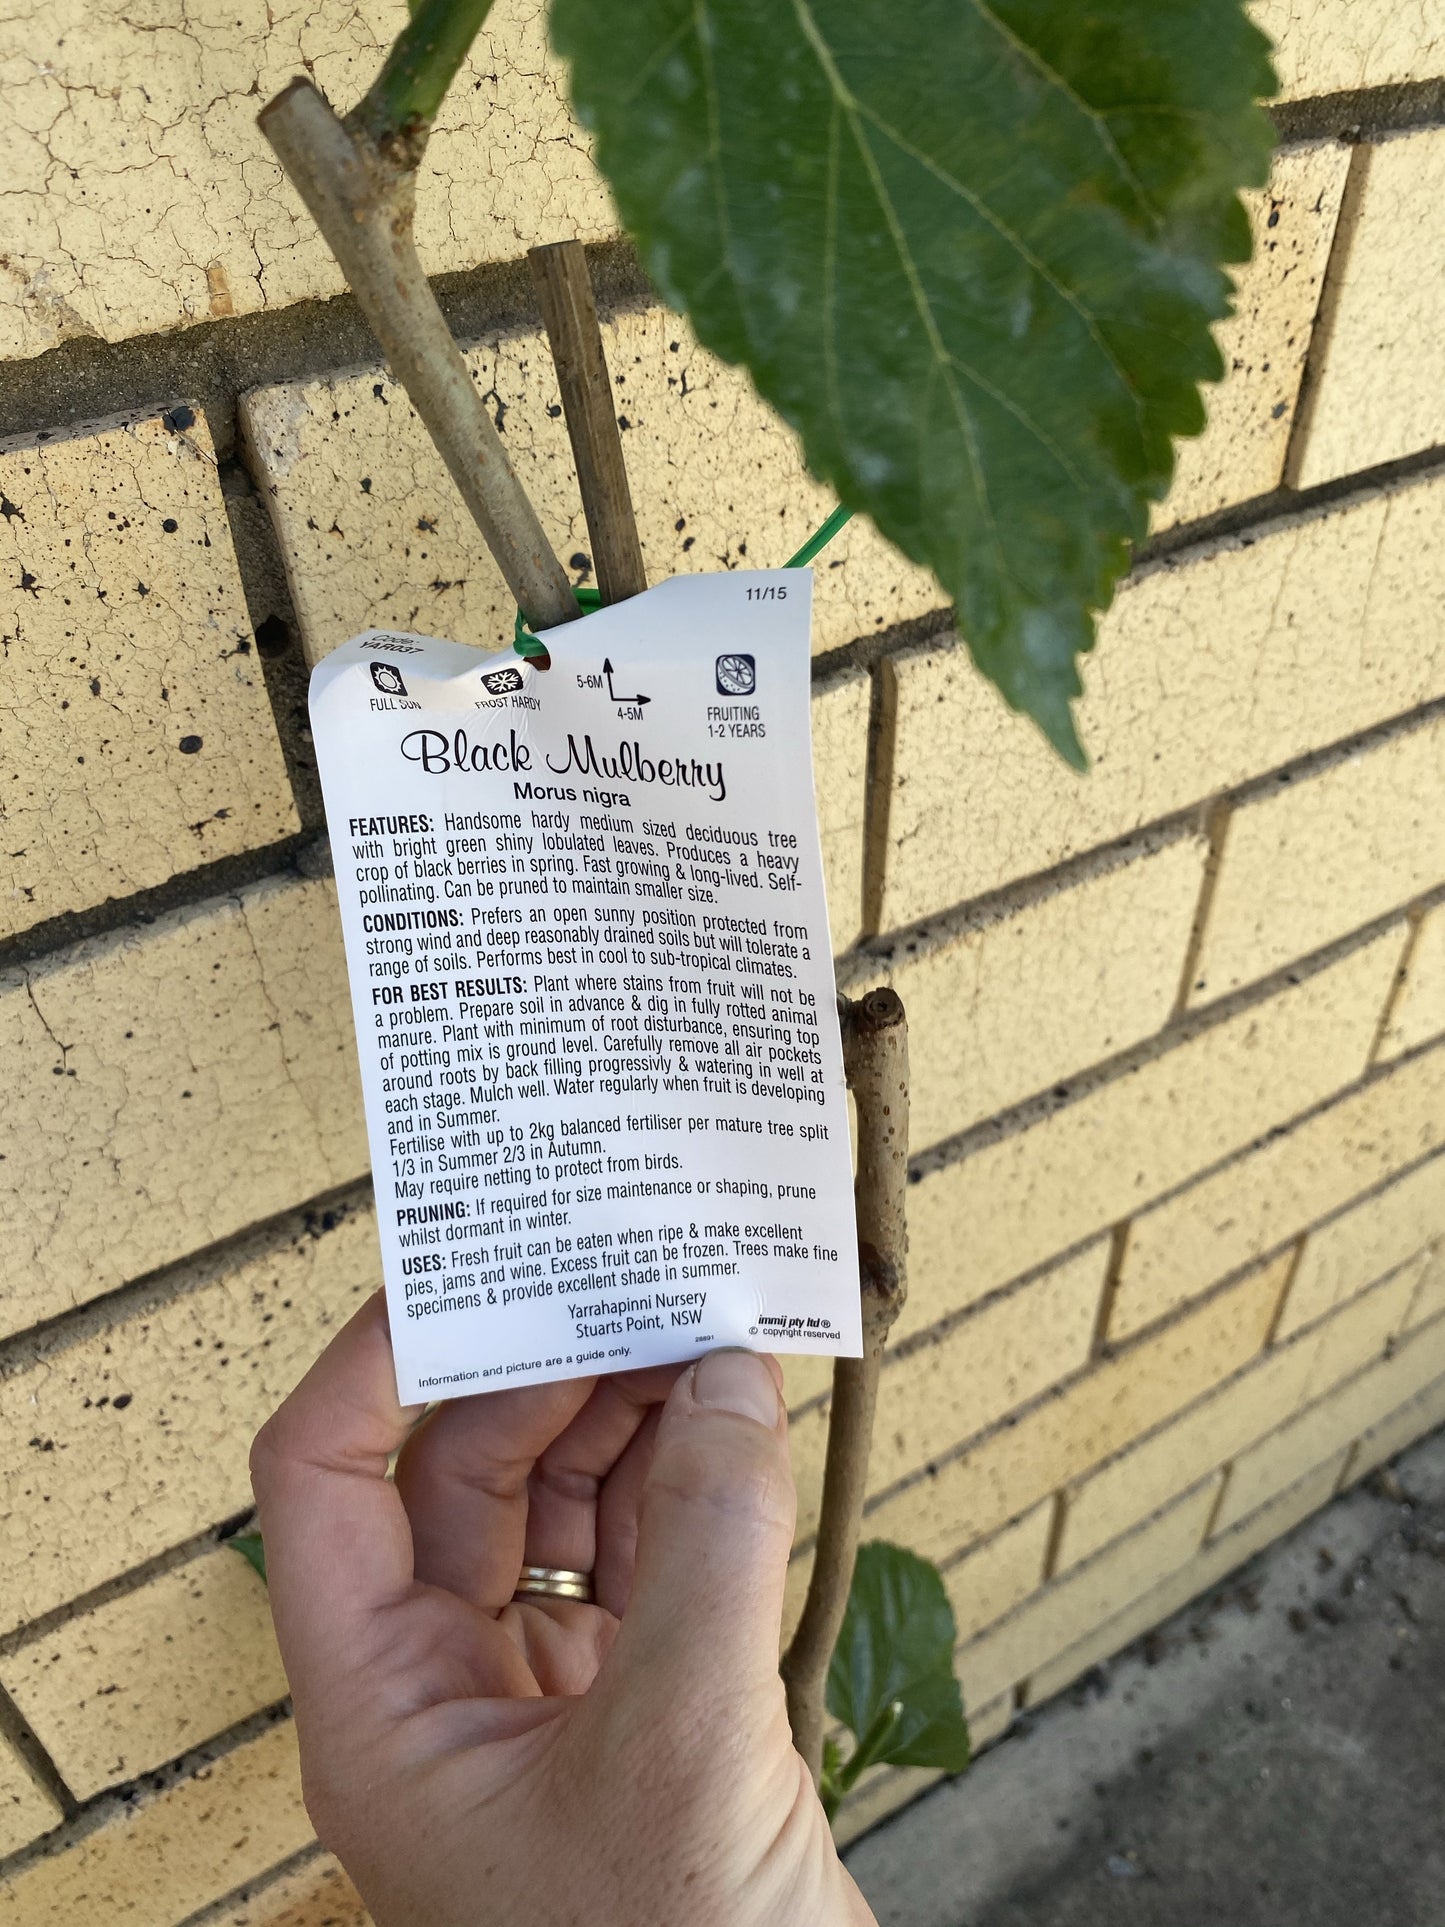 11/15
Code:
YAR037
FULL SUN
FROST HARDY
5-6M
4-5M
FRUITING
1-2 YEARS
Black Mulberry
Morus nigra
FEATURES: Handsome hardy medium sized deciduous tree
with bright green shiny lobulated leaves. Produces a heavy
crop of black berries in spring. Fast growing & long-lived. Self-
pollinating. Can be pruned to maintain smaller size.
CONDITIONS: Prefers an open sunny position protected from
strong wind and deep reasonably drained soils but will tolerate a
range of soils. Performs best in cool to sub-tropical climates.
FOR BEST RESULTS: Plant where stains from fruit will not be
a problem. Prepare soil in advance & dig in fully rotted animal
manure. Plant with minimum of root disturbance, ensuring top
of potting mix is ground level. Carefully remove all air pockets
around roots by back filling progressivly & watering in well at
each stage. Mulch well. Water regularly when fruit is developing
and in Summer.
Fertilise with up to 2kg balanced fertiliser per mature tree split
1/3 in Summer 2/3 in Autumn.
May require netting to protect from birds.
PRUNING: If required for size maintenance or shaping, prune
whilst dormant in winter.
USES: Fresh fruit can be eaten when ripe & make excellent
pies, jams and wine. Excess fruit can be frozen. Trees make fine
specimens & provide excellent shade in summer.
Yarrahapinni Nursery
Stuarts Point, NSW
28891
immij pty ltd®
© copyright reserved
Information and picture are a guide only.